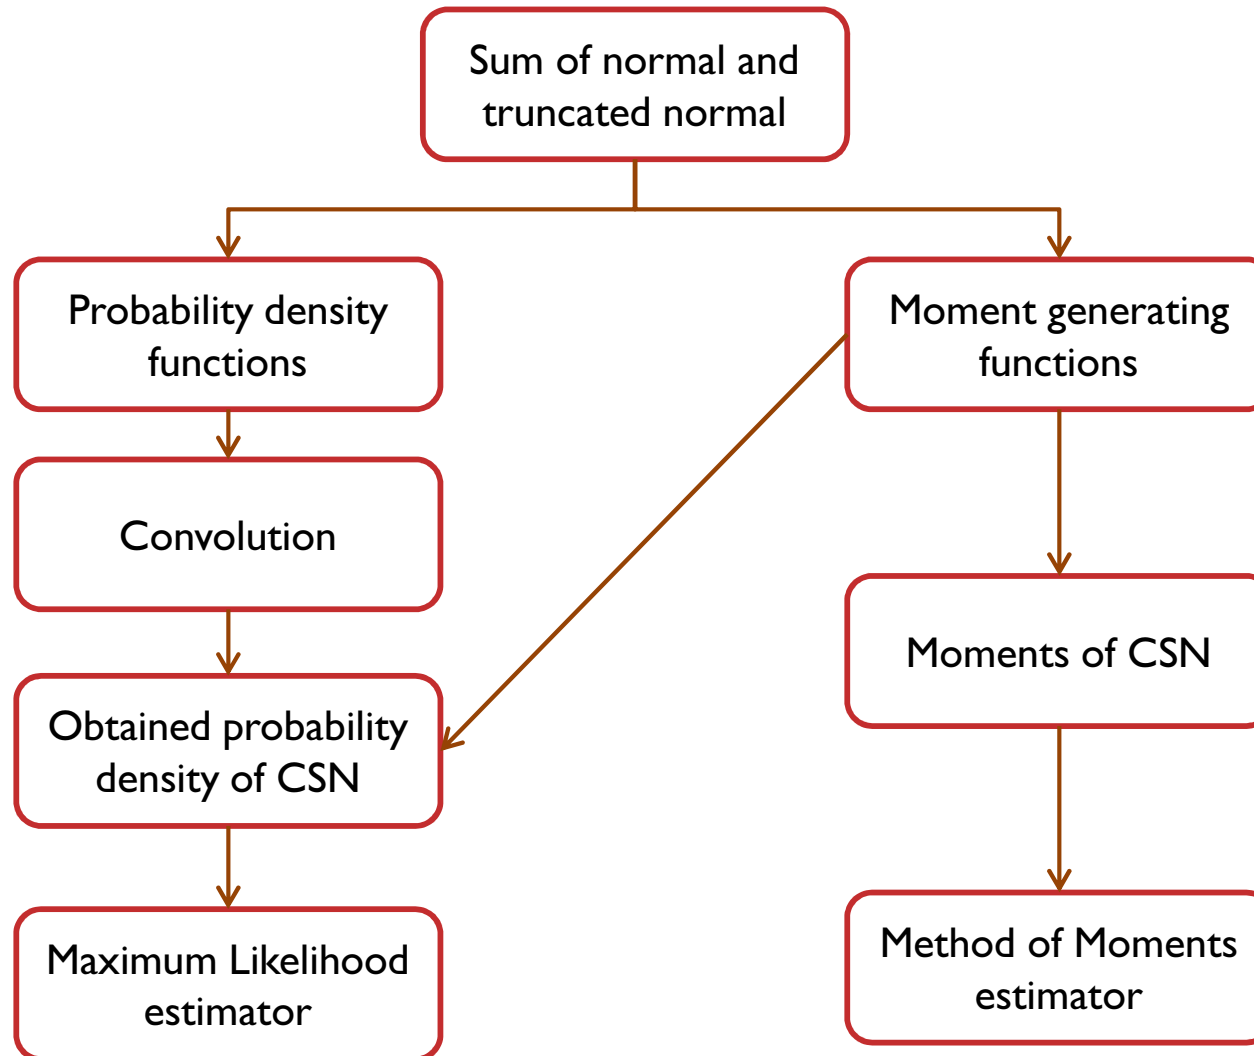 Sum of normal and
truncated normal
Probability density
functions
Moment generating
functions
Convolution
Moments of CSN
Obtained probability
density of CSN
Method of Moments
estimator
Maximum Likelihood
estimator